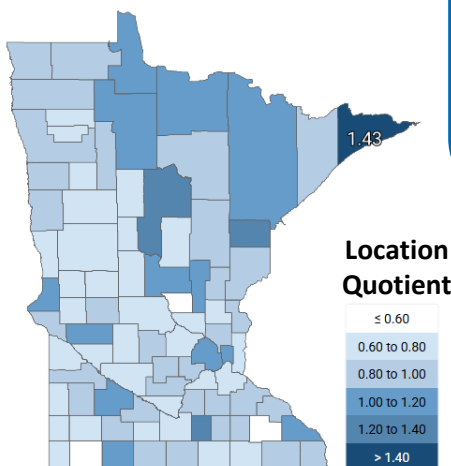 1.43
Location
Quotient
≤ 0.60
0.60 to 0.80
0.80 to 1.00
1.00 to 1.20
1.20 to 1.40
> 1.40